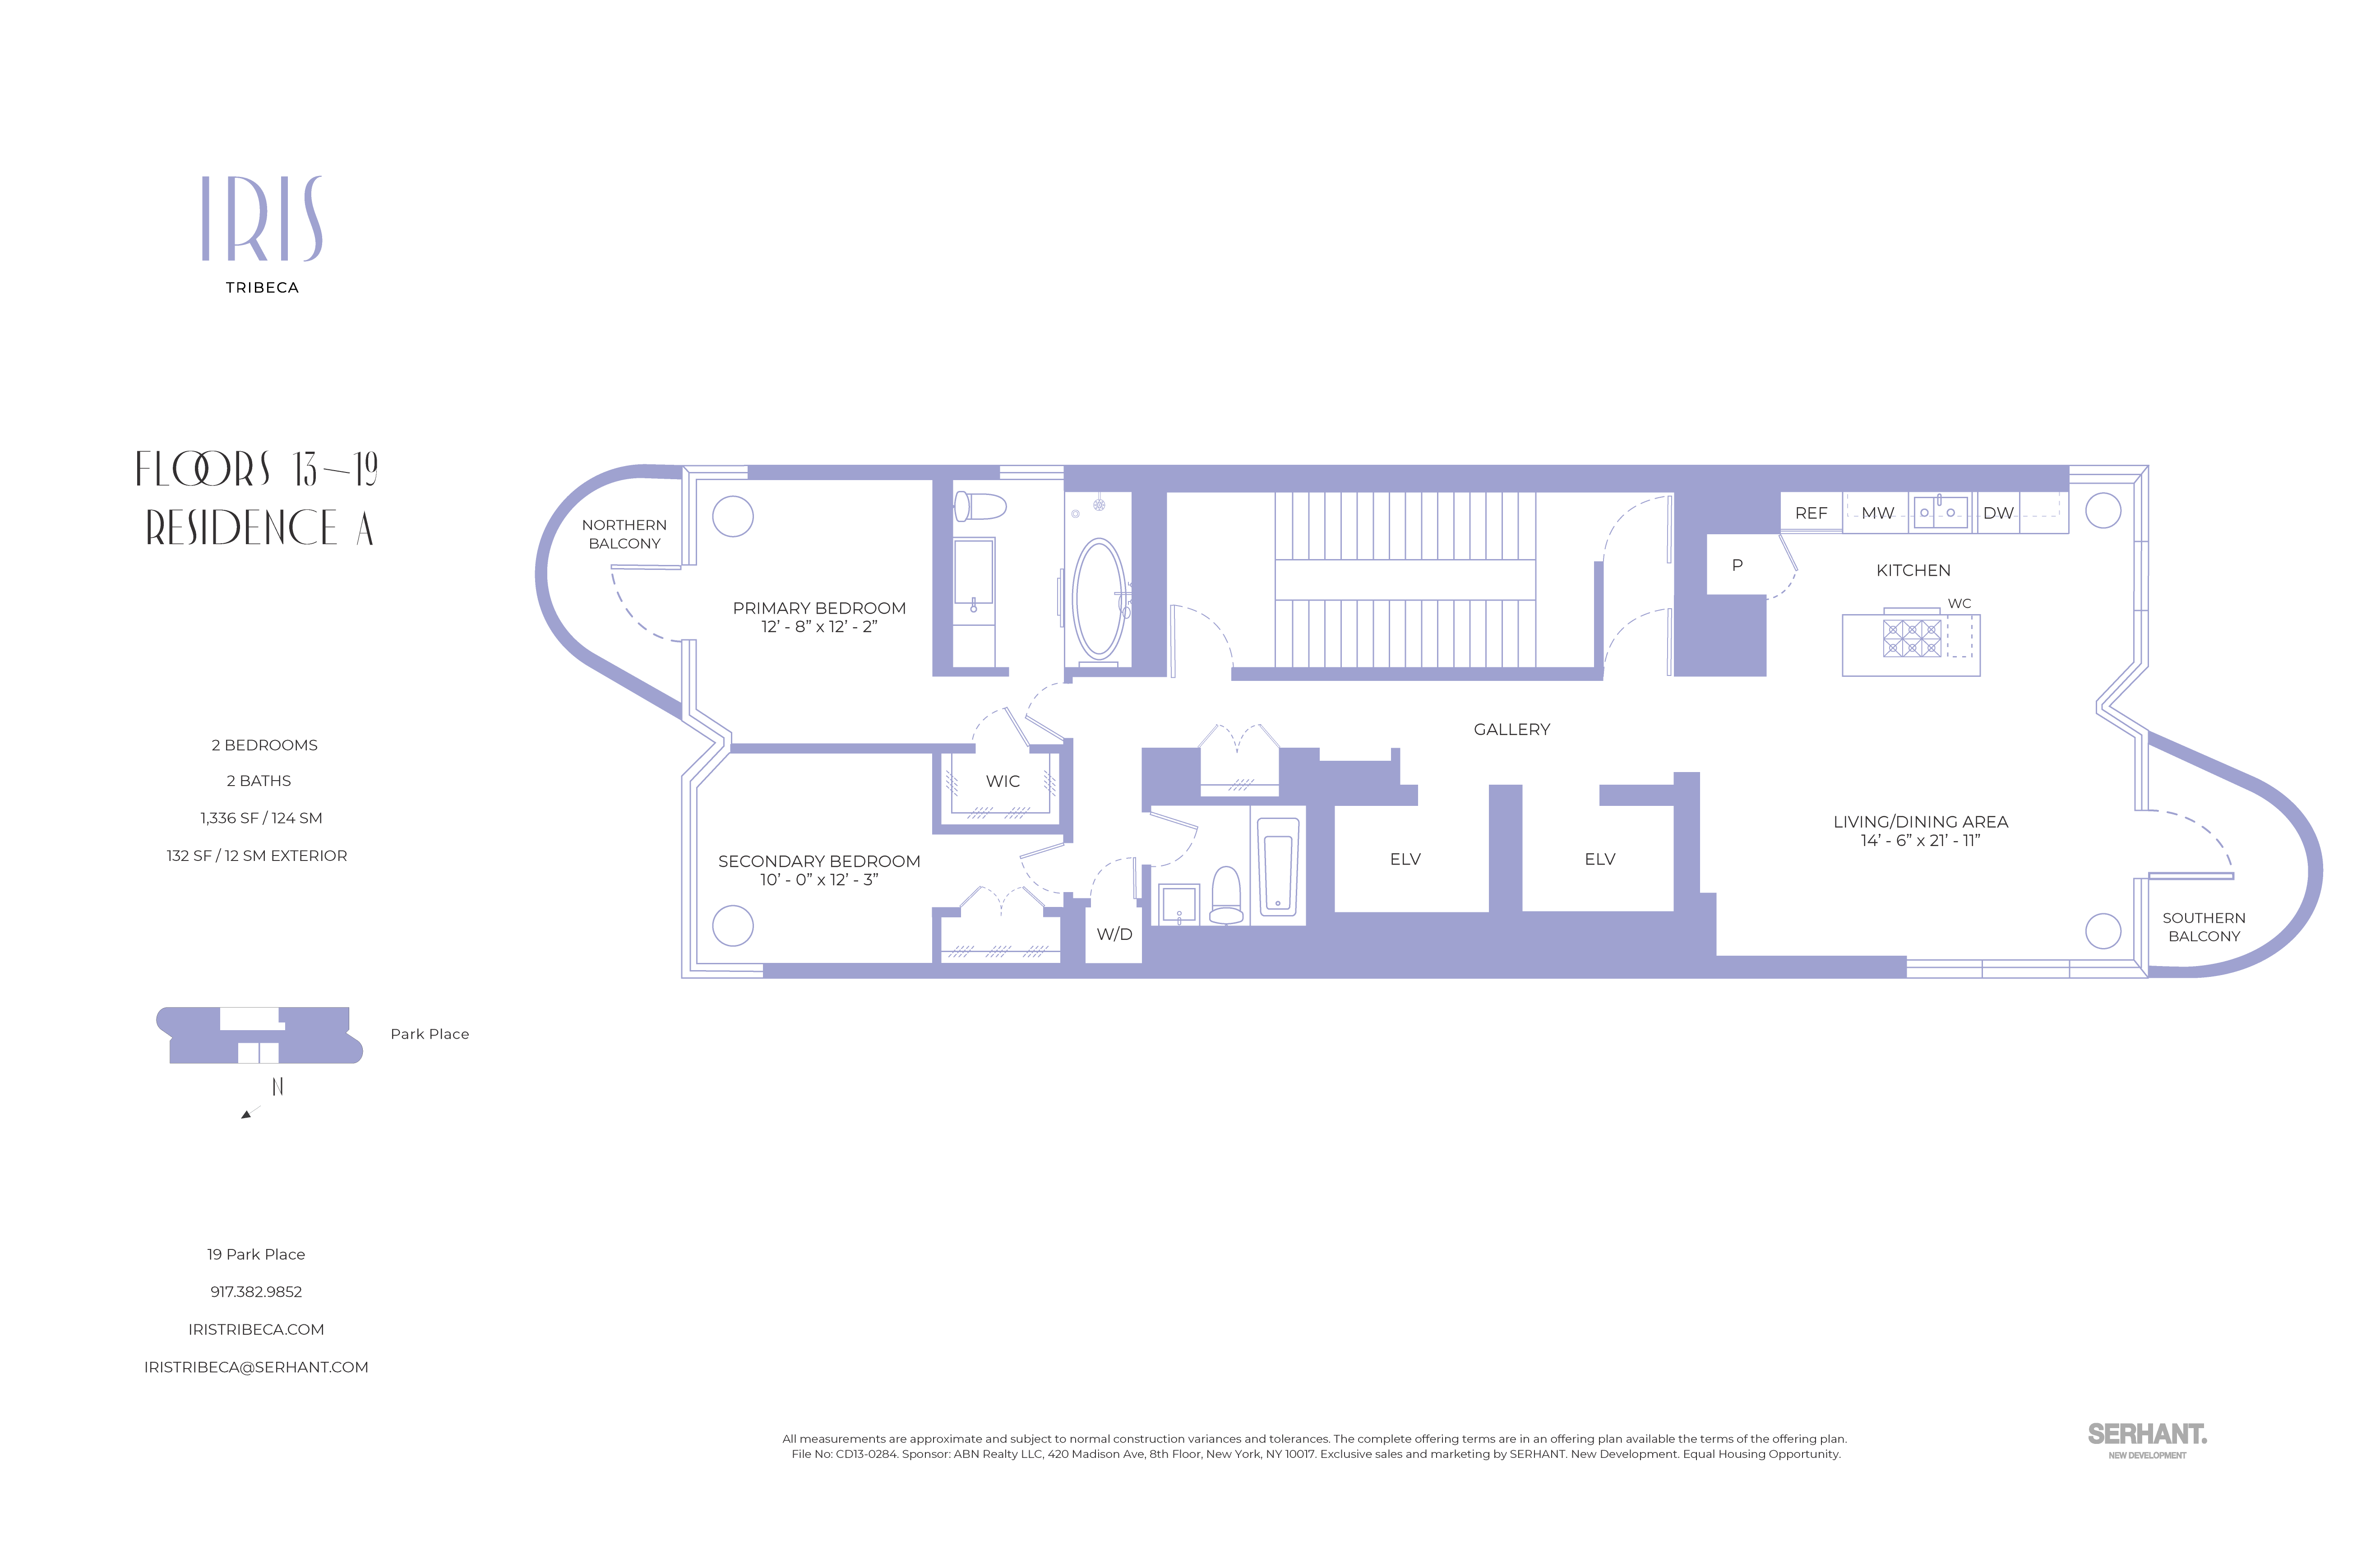 IRIS
TRIBECA
FLOORS 13—19
RESIDENCE A
2 BEDROOMS
2 BATHS
1,336 SF / 124 SM
132 SF / 12 SM EXTERIOR
Park Place
N
19 Park Place
917.382.9852
IRISTRIBECA.COM
IRISTRIBECA@SERHANT.COM
NORTHERN
BALCONY
PRIMARY BEDROOM
12’ - 8” x 12’ - 2”
WIC
SECONDARY BEDROOM
10’ - 0” x 12’ - 3”
W/D
GALLERY
ELV
ELV
P
REF
MW
DW
KITCHEN
WC
LIVING/DINING AREA
14’ - 6” x 21’ - 11”
SOUTHERN
BALCONY
All measurements are approximate and subject to normal construction variances and tolerances. The complete offering terms are in an offering plan available the terms of the offering plan.
File No: CD13-0284. Sponsor: ABN Realty LLC, 420 Madison Ave, 8th Floor, New York, NY 10017. Exclusive sales and marketing by SERHANT. New Development. Equal Housing Opportunity.
SERHANT.
NEW DEVELOPMENT